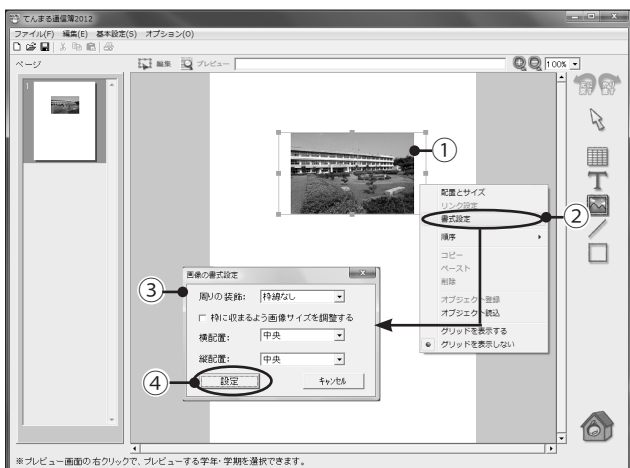 てんまる通信簿2012
ファイル(F) 編集(E) 基本設定(S) オプション(O)
ページ
編集 プレビュー 100%
1
①
配置とサイズ
リンク設定
書式設定
②
順序
コピー
ペースト
削除
オブジェクト登録
オブジェクト読込
グリッドを表示する
グリッドを表示しない
T
画像の書式設定
③
周りの装飾: 枠線なし
枠に収まるよう画像サイズを調整する
横配置: 中央
縦配置: 中央
④
設定 キャンセル
※プレビュー画面の右クリックで、プレビューする学年・学期を選択できます。